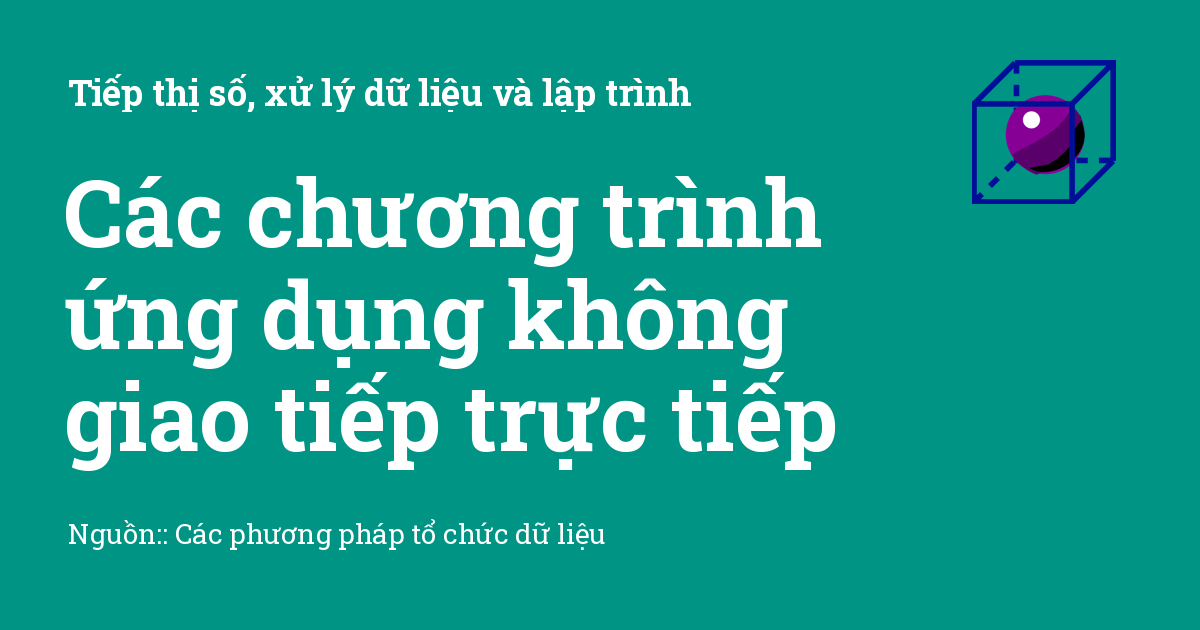 Tiếp thị số, xử lý dữ liệu và lập trình
Các chương trình
ứng dụng không
giao tiếp trực tiếp
Nguồn:: Các phương pháp tổ chức dữ liệu